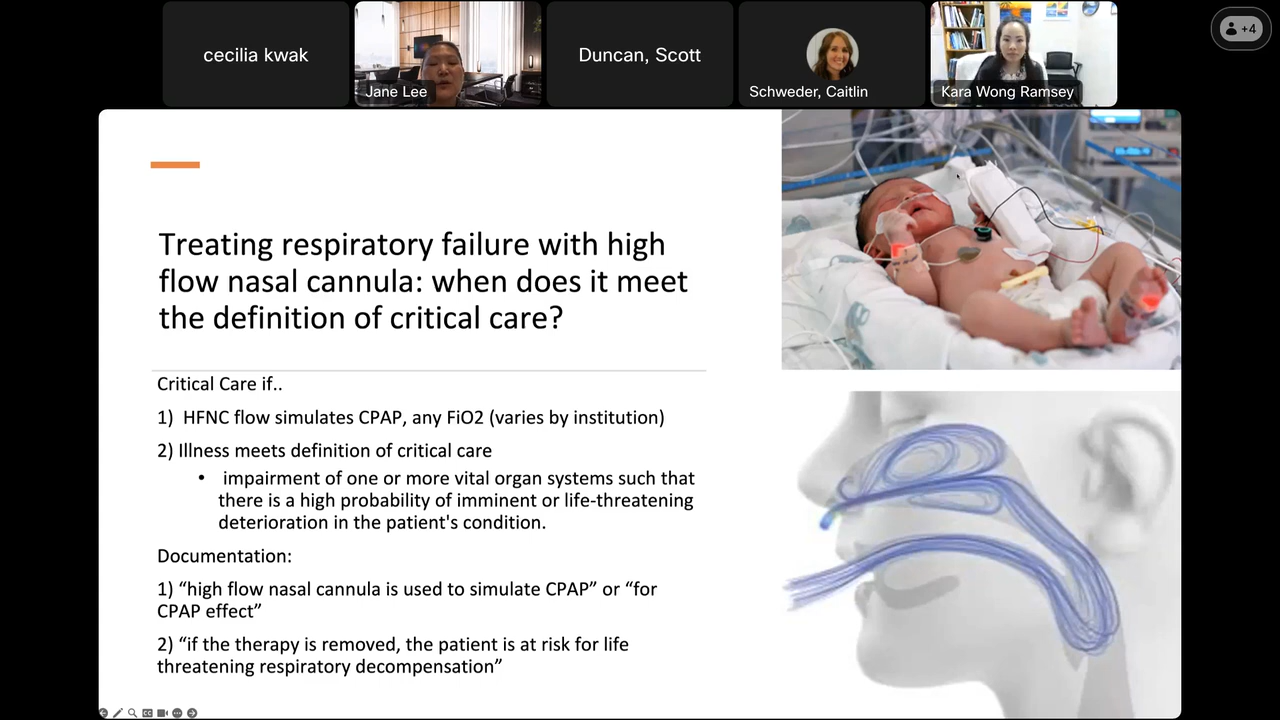 cecilia kwak
Jane Lee
Duncan, Scott
Schweder, Caitlin
Kara Wong Ramsey
+4
Treating respiratory failure with high
flow nasal cannula: when does it meet
the definition of critical care?
Critical Care if..
1) HFNC flow simulates CPAP, any FiO2 (varies by institution)
2) Illness meets definition of critical care
• impairment of one or more vital organ systems such that
there is a high probability of imminent or life-threatening
deterioration in the patient's condition.
Documentation:
1) “high flow nasal cannula is used to simulate CPAP” or “for
CPAP effect”
2) “if the therapy is removed, the patient is at risk for life
threatening respiratory decompensation”